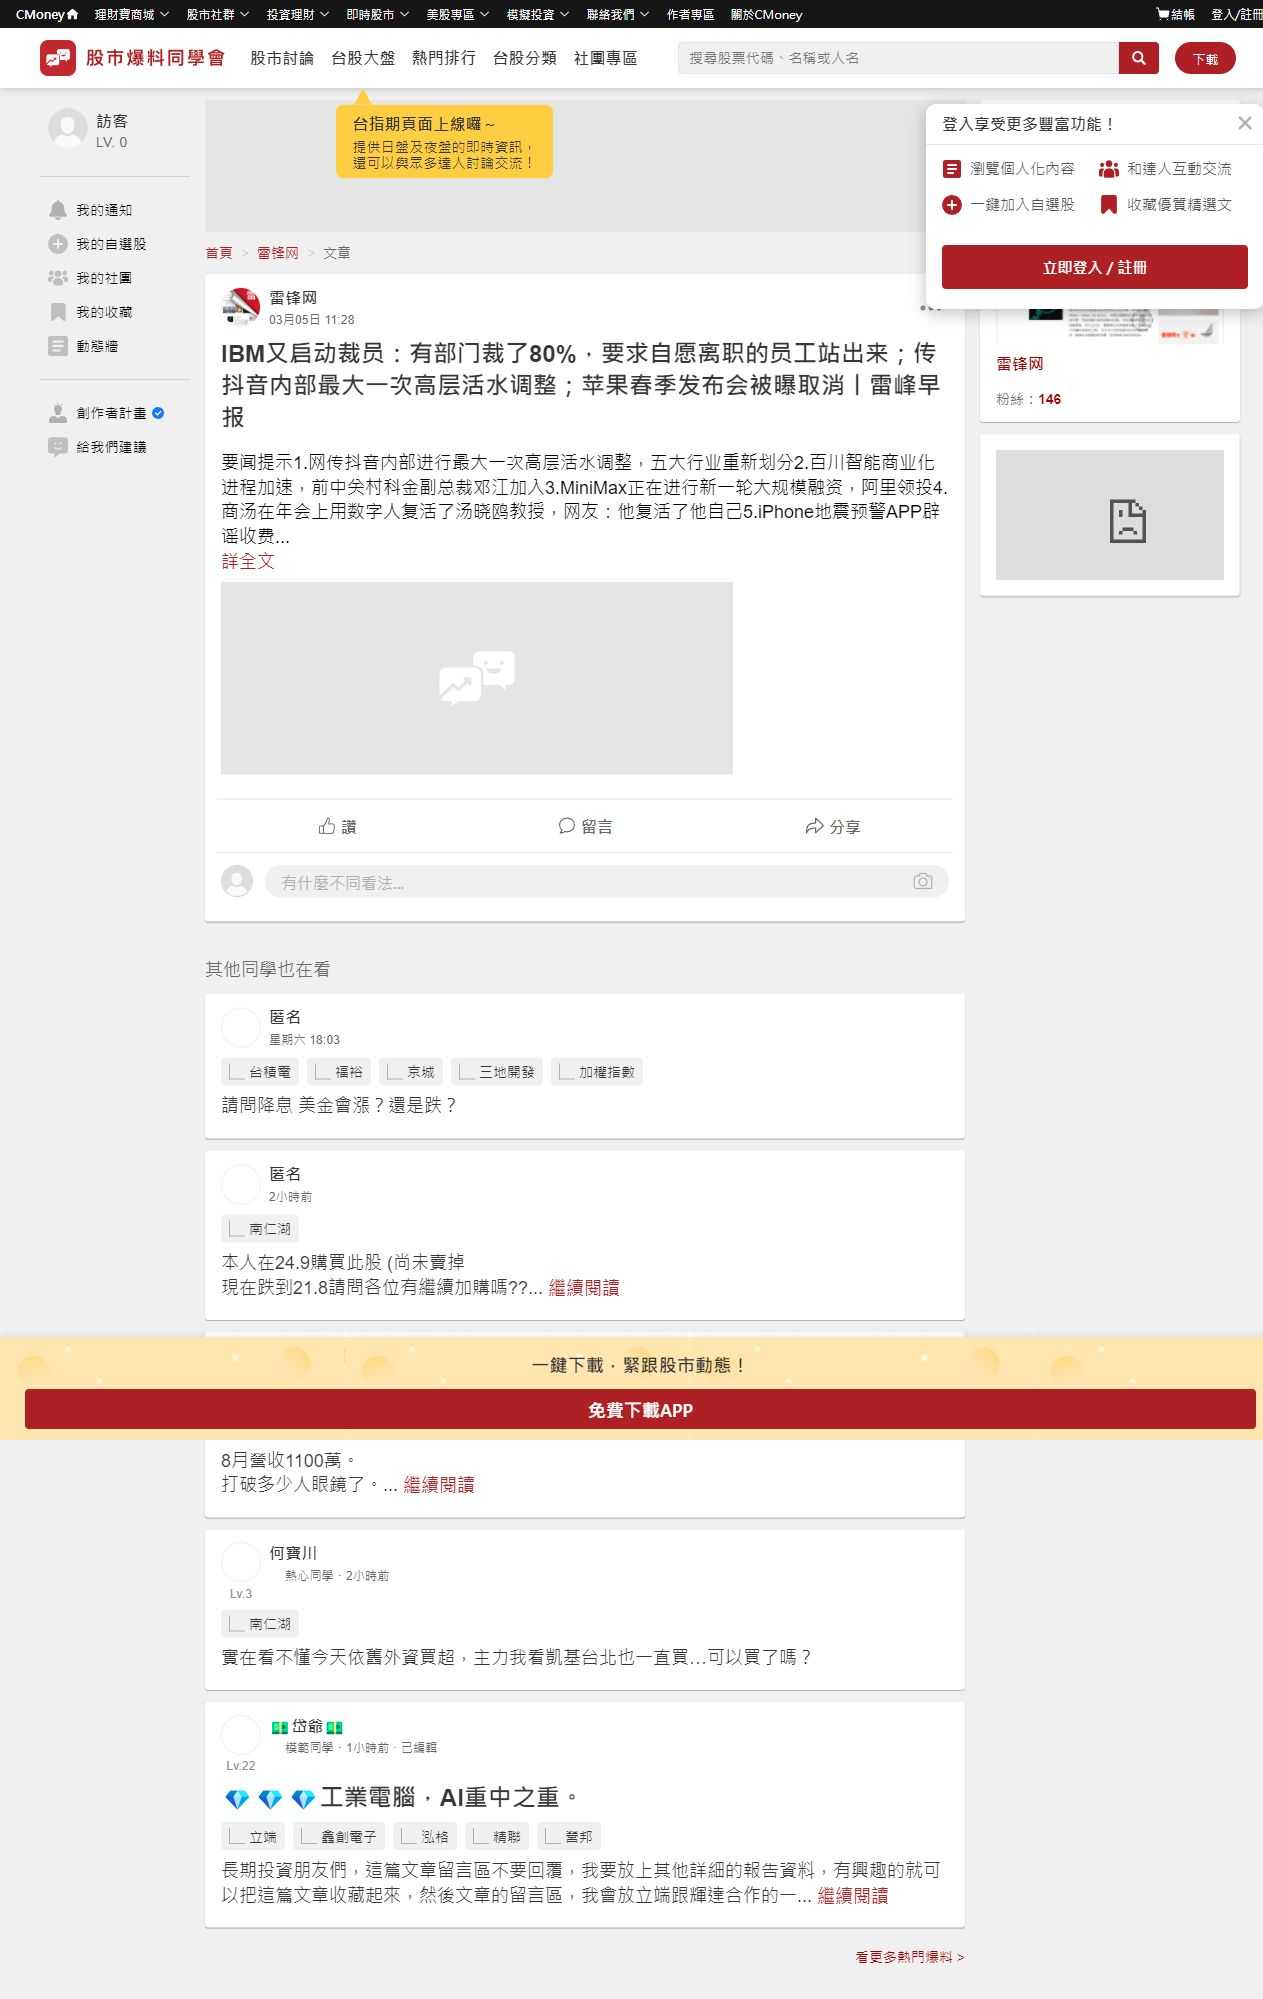 CMoney 理財寶商城 股市社群 投資理財 即時股市 美股專區 模擬投資 聯絡我們 作者專區 關於CMoney 結帳 登入/註冊
股市爆料同學會 股市討論 台股大盤 熱門排行 台股分類 社團專區 搜尋股票代碼、名稱或人名 下載
訪客
LV. 0
我的通知
我的自選股
我的社團
我的收藏
動態牆
創作者計畫
給我們建議
台指期頁面上線囉～
提供日盤及夜盤的即時資訊，
還可以與眾多達人討論交流！
登入享受更多豐富功能！
瀏覽個人化內容 和達人互動交流
一鍵加入自選股 收藏優質精選文
立即登入 / 註冊
首頁 > 雷锋网 > 文章
雷锋网
03月05日 11:28
IBM又启动裁员：有部门裁了80%，要求自愿离职的员工站出来；传
抖音内部最大一次高层活水调整；苹果春季发布会被曝取消丨雷峰早
报
要闻提示1.网传抖音内部进行最大一次高层活水调整，五大行业重新划分2.百川智能商业化
进程加速，前中关村科金副总裁邓江加入3.MiniMax正在进行新一轮大规模融资，阿里领投4.
商汤在年会上用数字人复活了汤晓鸥教授，网友：他复活了他自己5.iPhone地震预警APP辟
谣收费...
詳全文
讚 留言 分享
有什麼不同看法...
雷锋网
粉絲：146
其他同學也在看
匿名
星期六 18:03
台積電 福裕 京城 三地開發 加權指數
請問降息 美金會漲？還是跌？
匿名
2小時前
南仁湖
本人在24.9購買此股 (尚未賣掉
現在跌到21.8請問各位有繼續加購嗎??... 繼續閱讀
一鍵下載，緊跟股市動態！
免費下載APP
8月營收1100萬。
打破多少人眼鏡了。... 繼續閱讀
何寶川
熱心同學・2小時前
Lv.3
南仁湖
實在看不懂今天依舊外資買超，主力我看凱基台北也一直買…可以買了嗎？
💵岱爺💵
模範同學・1小時前・已編輯
Lv.22
💎💎💎工業電腦，AI重中之重。
立端 鑫創電子 泓格 精聯 營邦
長期投資朋友們，這篇文章留言區不要回覆，我要放上其他詳細的報告資料，有興趣的就可
以把這篇文章收藏起來，然後文章的留言區，我會放立端跟輝達合作的一... 繼續閱讀
看更多熱門爆料 >